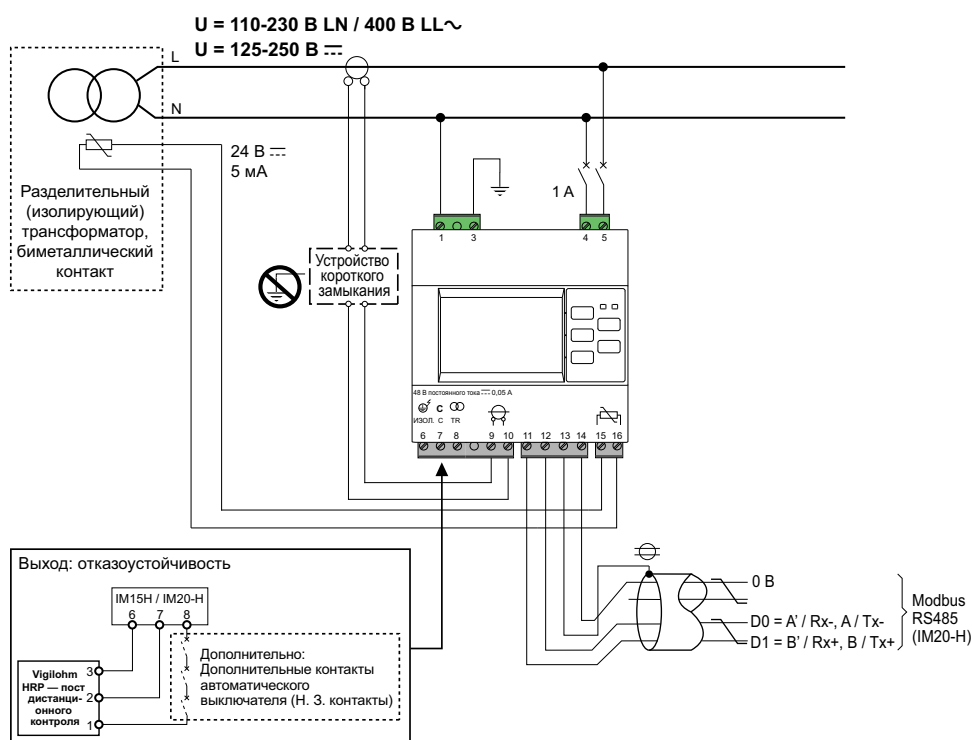 U = 110-230 В LN / 400 В LL~
U = 125-250 В ⎓
L
N
24 В ⎓
5 мА
Разделительный
(изолирующий)
трансформатор,
биметаллический
контакт
1 A
1 3 4 5
Устройство
короткого
замыкания
48 В постоянного тока ⎓ 0,05 А
C
ИЗОЛ. C TR
6 7 8 9 10 11 12 13 14 15 16
Выход: отказоустойчивость
IM15H / IM20-H
6 7 8
Vigilohm
HRP — пост
дистанци-
онного
контроля
3
2
1
Дополнительно:
Дополнительные контакты
автоматического
выключателя (Н. З. контакты)
0 В
D0 = A' / Rx-, A / Tx-
D1 = B' / Rx+, B / Tx+
Modbus
RS485
(IM20-H)